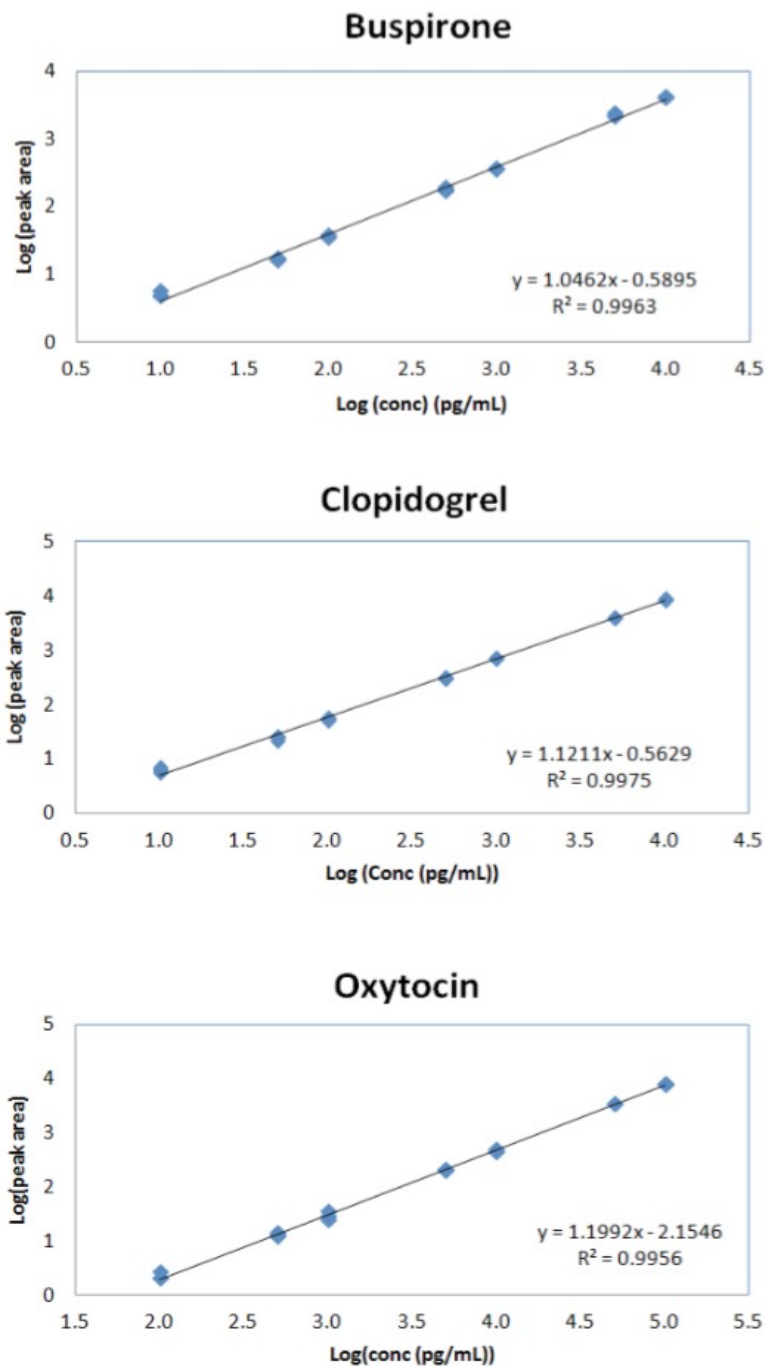 Buspirone
4
3
2
1
0
Log (peak area)
y = 1.0462x - 0.5895
R² = 0.9963
0.5 1.0 1.5 2.0 2.5 3.0 3.5 4.0 4.5
Log (conc) (pg/mL)
Clopidogrel
5
4
3
2
1
0
Log (peak area)
y = 1.1211x - 0.5629
R² = 0.9975
0.5 1.0 1.5 2.0 2.5 3.0 3.5 4.0 4.5
Log (Conc (pg/mL))
Oxytocin
5
4
3
2
1
0
Log(peak area)
y = 1.1992x - 2.1546
R² = 0.9956
1.5 2.0 2.5 3.0 3.5 4.0 4.5 5.0 5.5
Log(conc (pg/mL))